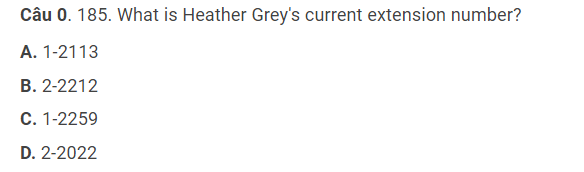 Câu 0. 185. What is Heather Grey's current extension number?
A. 1-2113
B. 2-2212
C. 1-2259
D. 2-2022